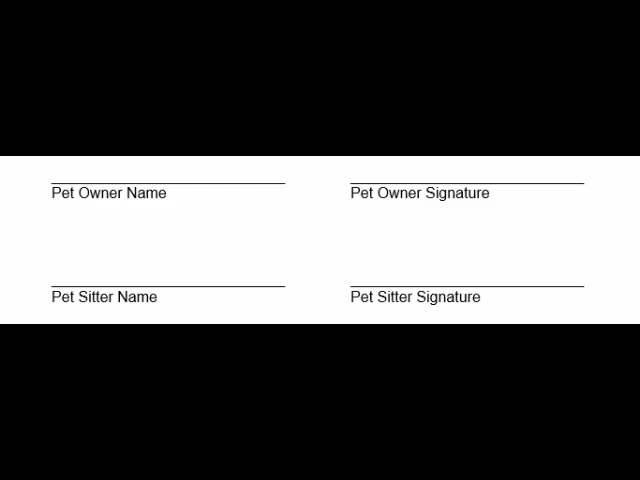 Pet Owner Name
Pet Owner Signature
Pet Sitter Name
Pet Sitter Signature